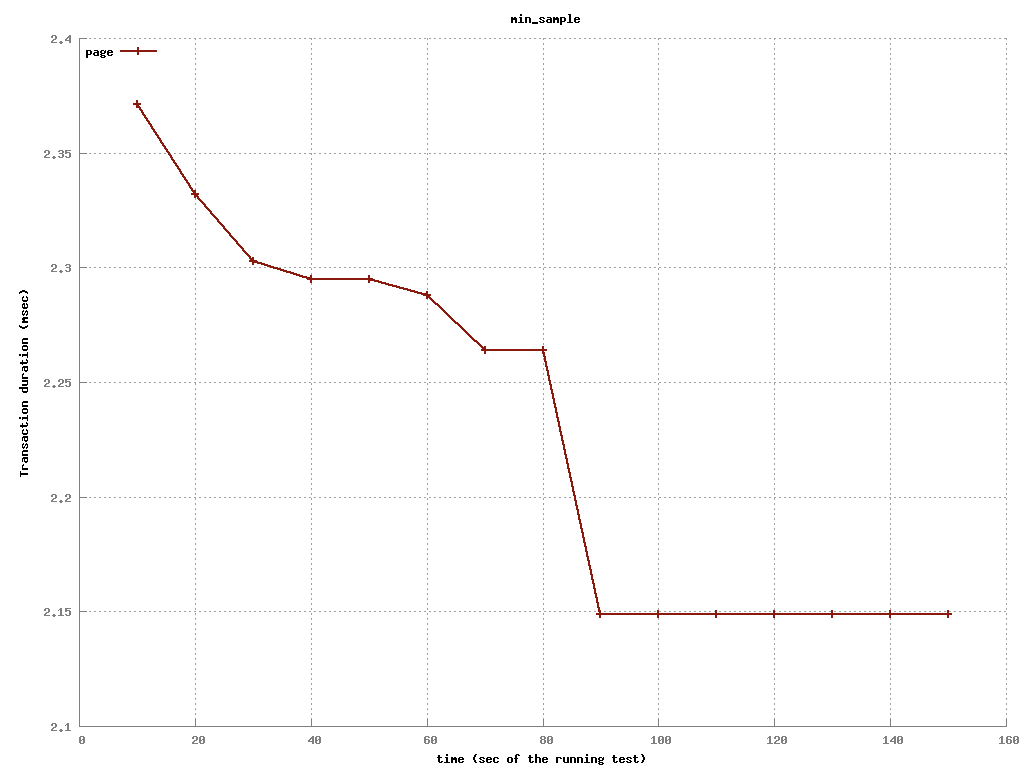 min_sample
page
2.4
2.35
2.3
2.25
2.2
2.15
2.1
Transaction duration (msec)
0 20 40 60 80 100 120 140 160
time (sec of the running test)